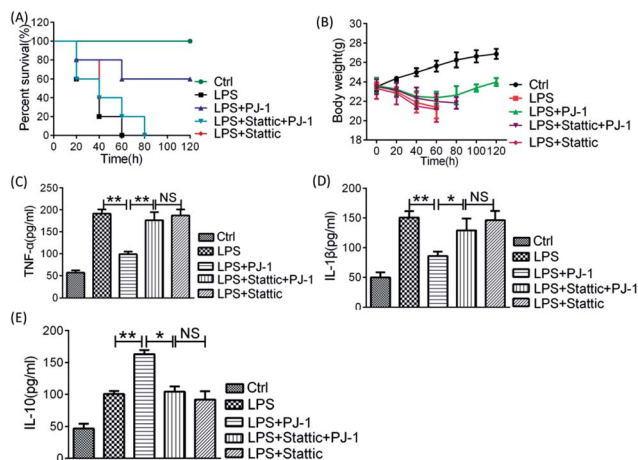 (A)
Percent survival(%)
100
80
60
40
20
0
0 20 40 60 80 120
Time(h)
Ctrl
LPS
LPS+PJ-1
LPS+Stattic+PJ-1
LPS+Stattic
(B)
Body weight(g)
28
27
26
25
24
23
22
21
20
19
0 20 40 60 80 100 120
Time(h)
Ctrl
LPS
LPS+PJ-1
LPS+Stattic+PJ-1
LPS+Stattic
(C)
TNF-α(pg/ml)
250
200
150
100
50
0
** ** NS
Ctrl
LPS
LPS+PJ-1
LPS+Stattic+PJ-1
LPS+Stattic
(D)
IL-1β(pg/ml)
200
150
100
50
0
** * NS
Ctrl
LPS
LPS+PJ-1
LPS+Stattic+PJ-1
LPS+Stattic
(E)
IL-10(pg/ml)
200
150
100
50
0
** * NS
Ctrl
LPS
LPS+PJ-1
LPS+Stattic+PJ-1
LPS+Stattic